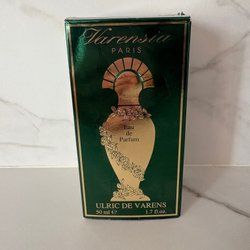 Varensia
PARIS
Eau
de
Parfum
ULRIC DE VARENS
50 ml ℮ 1.7 fl.oz.